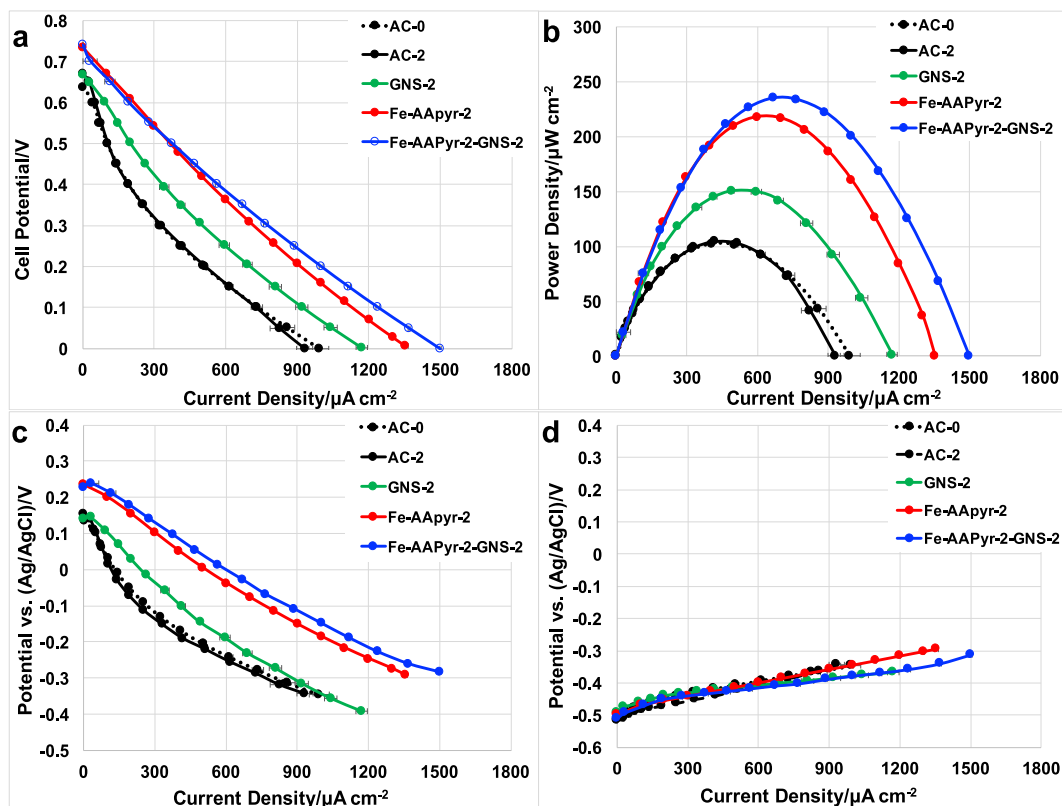 a
AC-0
AC-2
GNS-2
Fe-AApyr-2
Fe-AAPyr-2-GNS-2
Cell Potential/V
0.8
0.7
0.6
0.5
0.4
0.3
0.2
0.1
0
0 300 600 900 1200 1500 1800
Current Density/µA cm-2
b
AC-0
AC-2
GNS-2
Fe-AApyr-2
Fe-AAPyr-2-GNS-2
Power Density/µW cm-2
300
250
200
150
100
50
0
0 300 600 900 1200 1500 1800
Current Density/µA cm-2
c
AC-0
AC-2
GNS-2
Fe-AApyr-2
Fe-AAPyr-2-GNS-2
Potential vs. (Ag/AgCl)/V
0.4
0.3
0.2
0.1
0
-0.1
-0.2
-0.3
-0.4
-0.5
0 300 600 900 1200 1500 1800
Current Density/µA cm-2
d
AC-0
AC-2
GNS-2
Fe-AApyr-2
Fe-AAPyr-2-GNS-2
Potential vs. (Ag/AgCl)/V
0.4
0.3
0.2
0.1
0
-0.1
-0.2
-0.3
-0.4
-0.5
-0.6
0 300 600 900 1200 1500 1800
Current Density/µA cm-2